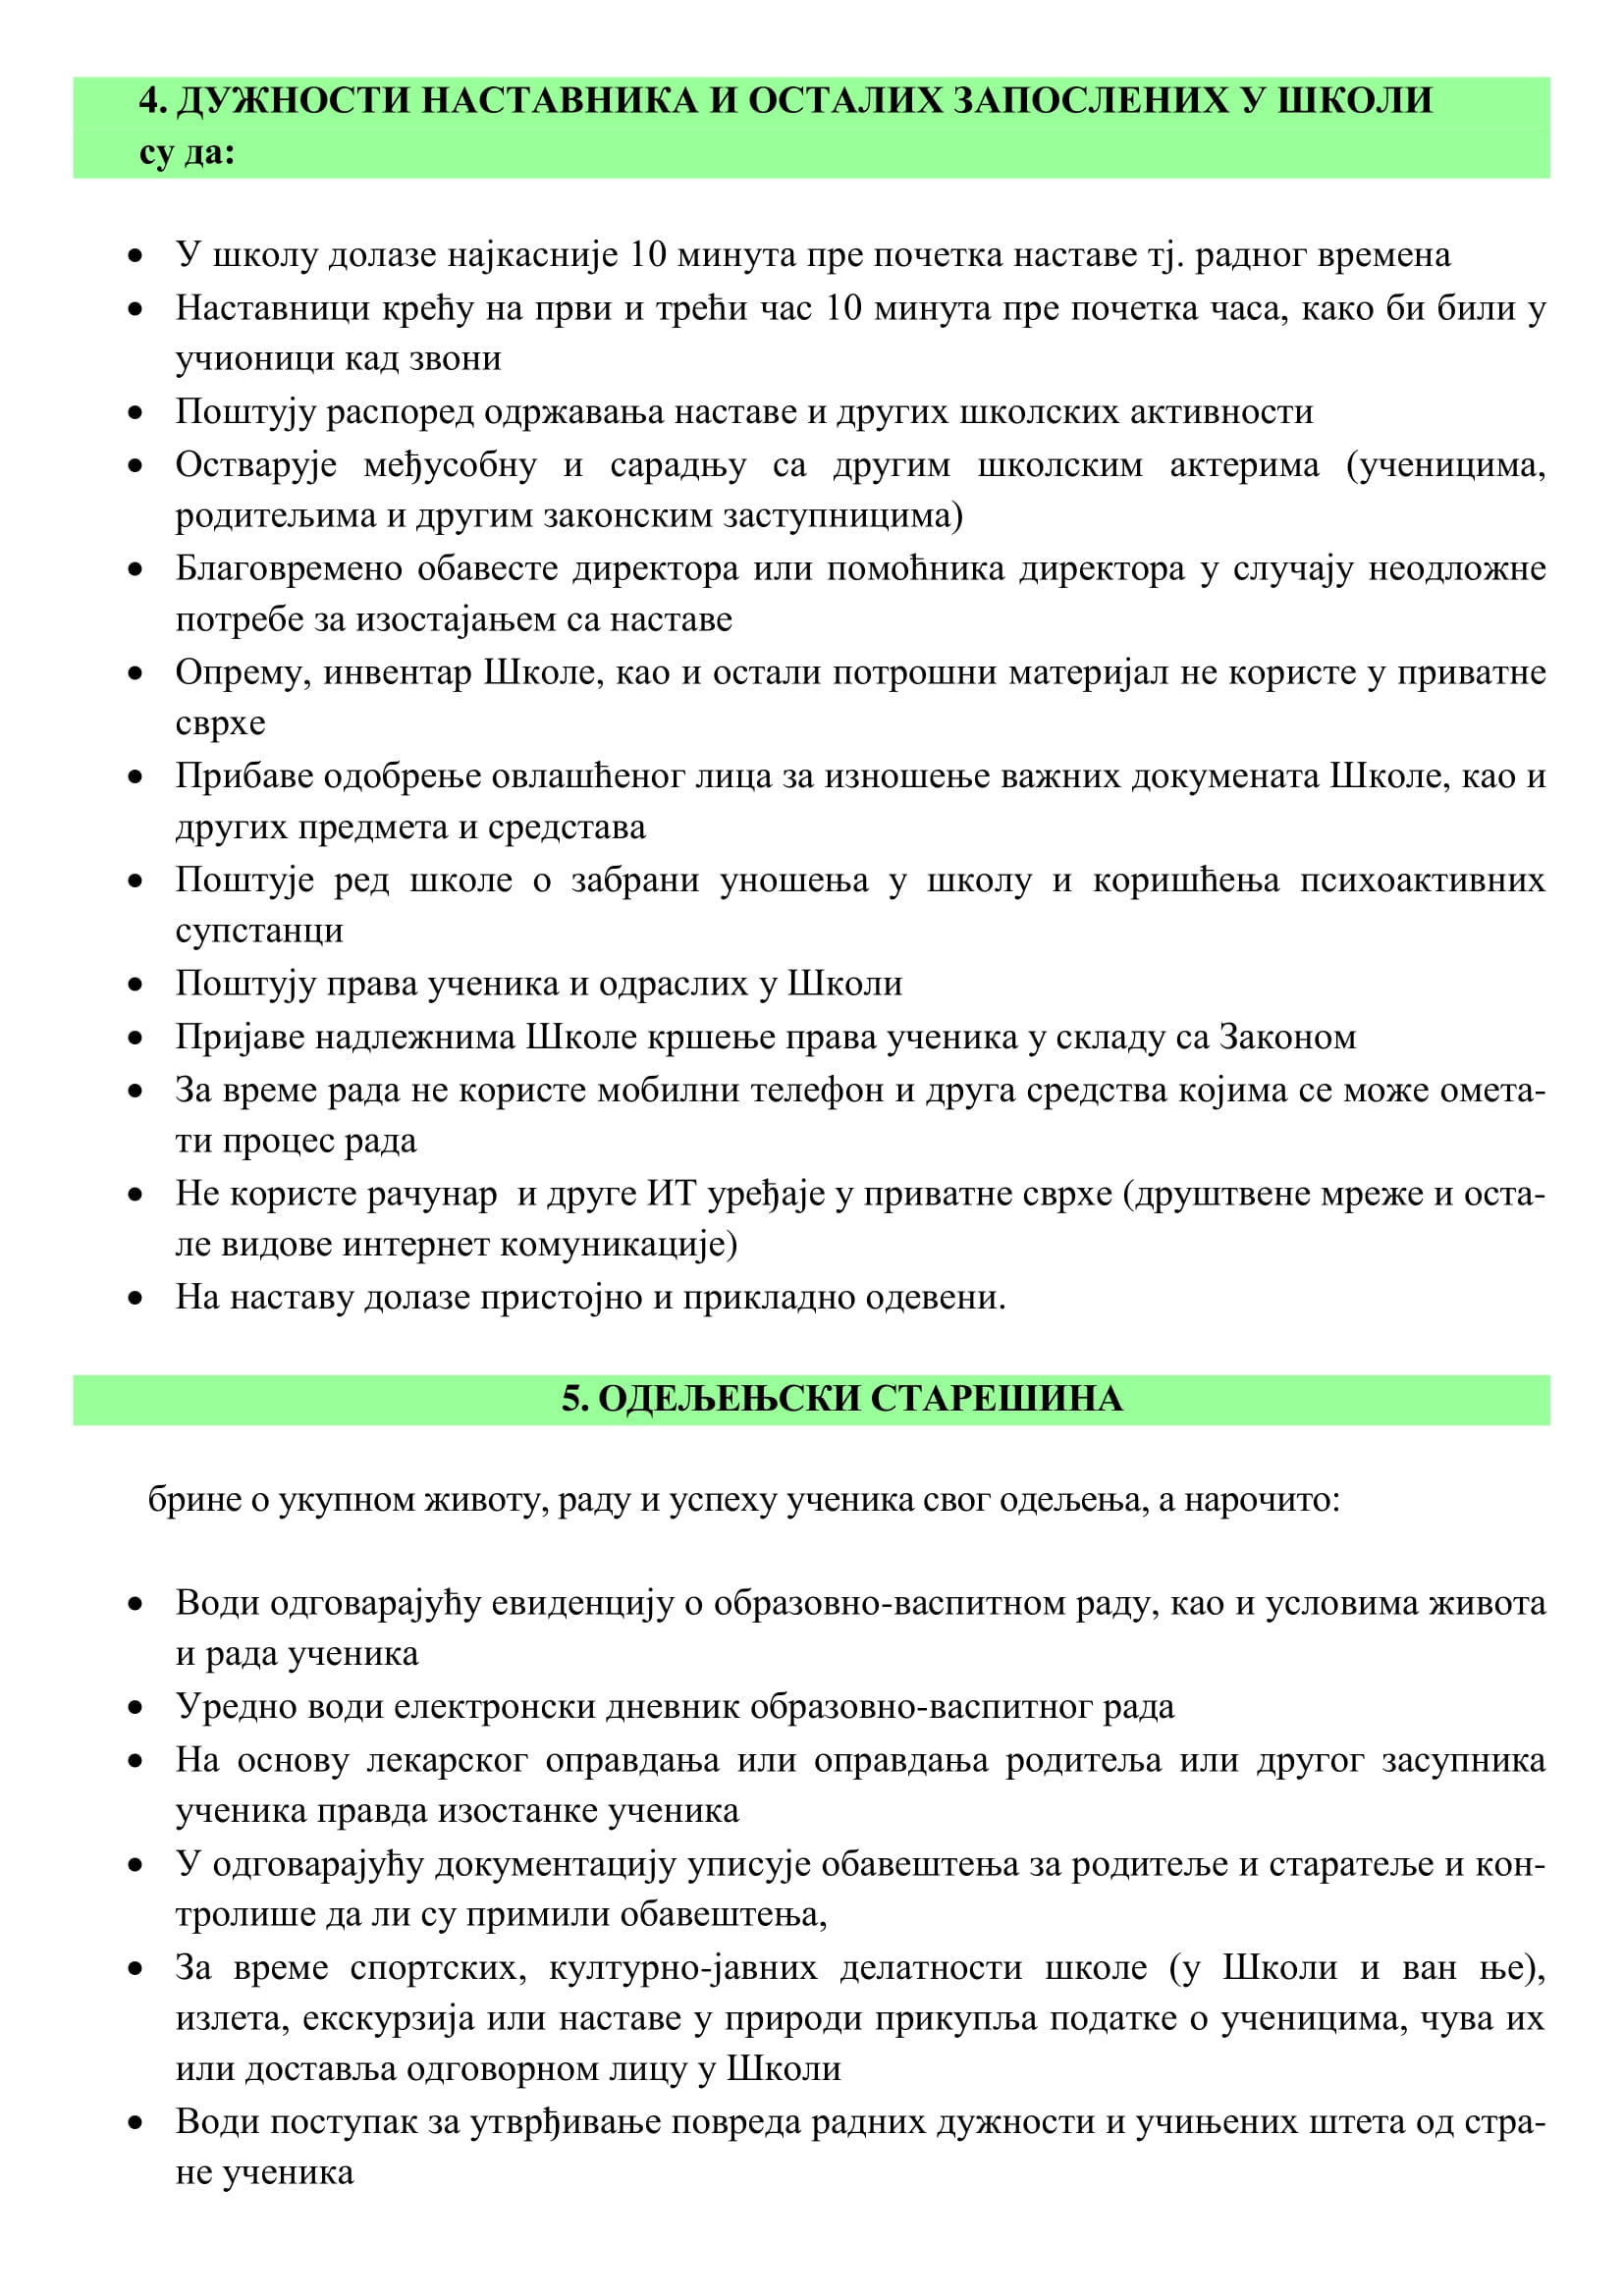 4. ДУЖНОСТИ НАСТАВНИКА И ОСТАЛИХ ЗАПОСЛЕНИХ У ШКОЛИ
су да:
• У школу долазе најкасније 10 минута пре почетка наставе тј. радног времена
• Наставници крећу на први и трећи час 10 минута пре почетка часа, како би били у
учионици кад звони
• Поштују распоред одржавања наставе и других школских активности
• Остварује међусобну и сарадњу са другим школским актерима (ученицима,
родитељима и другим законским заступницима)
• Благовремено обавесте директора или помоћника директора у случају неодложне
потребе за изостајањем са наставе
• Опрему, инвентар Школе, као и остали потрошни материјал не користе у приватне
сврхе
• Прибаве одобрење овлашћеног лица за изношење важних докумената Школе, као и
других предмета и средстава
• Поштује ред школе о забрани уношења у школу и коришћења психоактивних
супстанци
• Поштују права ученика и одраслих у Школи
• Пријаве надлежнима Школе кршење права ученика у складу са Законом
• За време рада не користе мобилни телефон и друга средства којима се може омета-
ти процес рада
• Не користе рачунар  и друге ИТ уређаје у приватне сврхе (друштвене мреже и оста-
ле видове интернет комуникације)
• На наставу долазе пристојно и прикладно одевени.
5. ОДЕЉЕЊСКИ СТАРЕШИНА
брине о укупном животу, раду и успеху ученика свог одељења, а нарочито:
• Води одговарајућу евиденцију о образовно-васпитном раду, као и условима живота
и рада ученика
• Уредно води електронски дневник образовно-васпитног рада
• На основу лекарског оправдања или оправдања родитеља или другог засупника
ученика правда изостанке ученика
• У одговарајућу документацију уписује обавештења за родитеље и старатеље и кон-
тролише да ли су примили обавештења,
• За време спортских, културно-јавних делатности школе (у Школи и ван ње),
излета, екскурзија или наставе у природи прикупља податке о ученицима, чува их
или доставља одговорном лицу у Школи
• Води поступак за утврђивање повреда радних дужности и учињених штета од стра-
не ученика